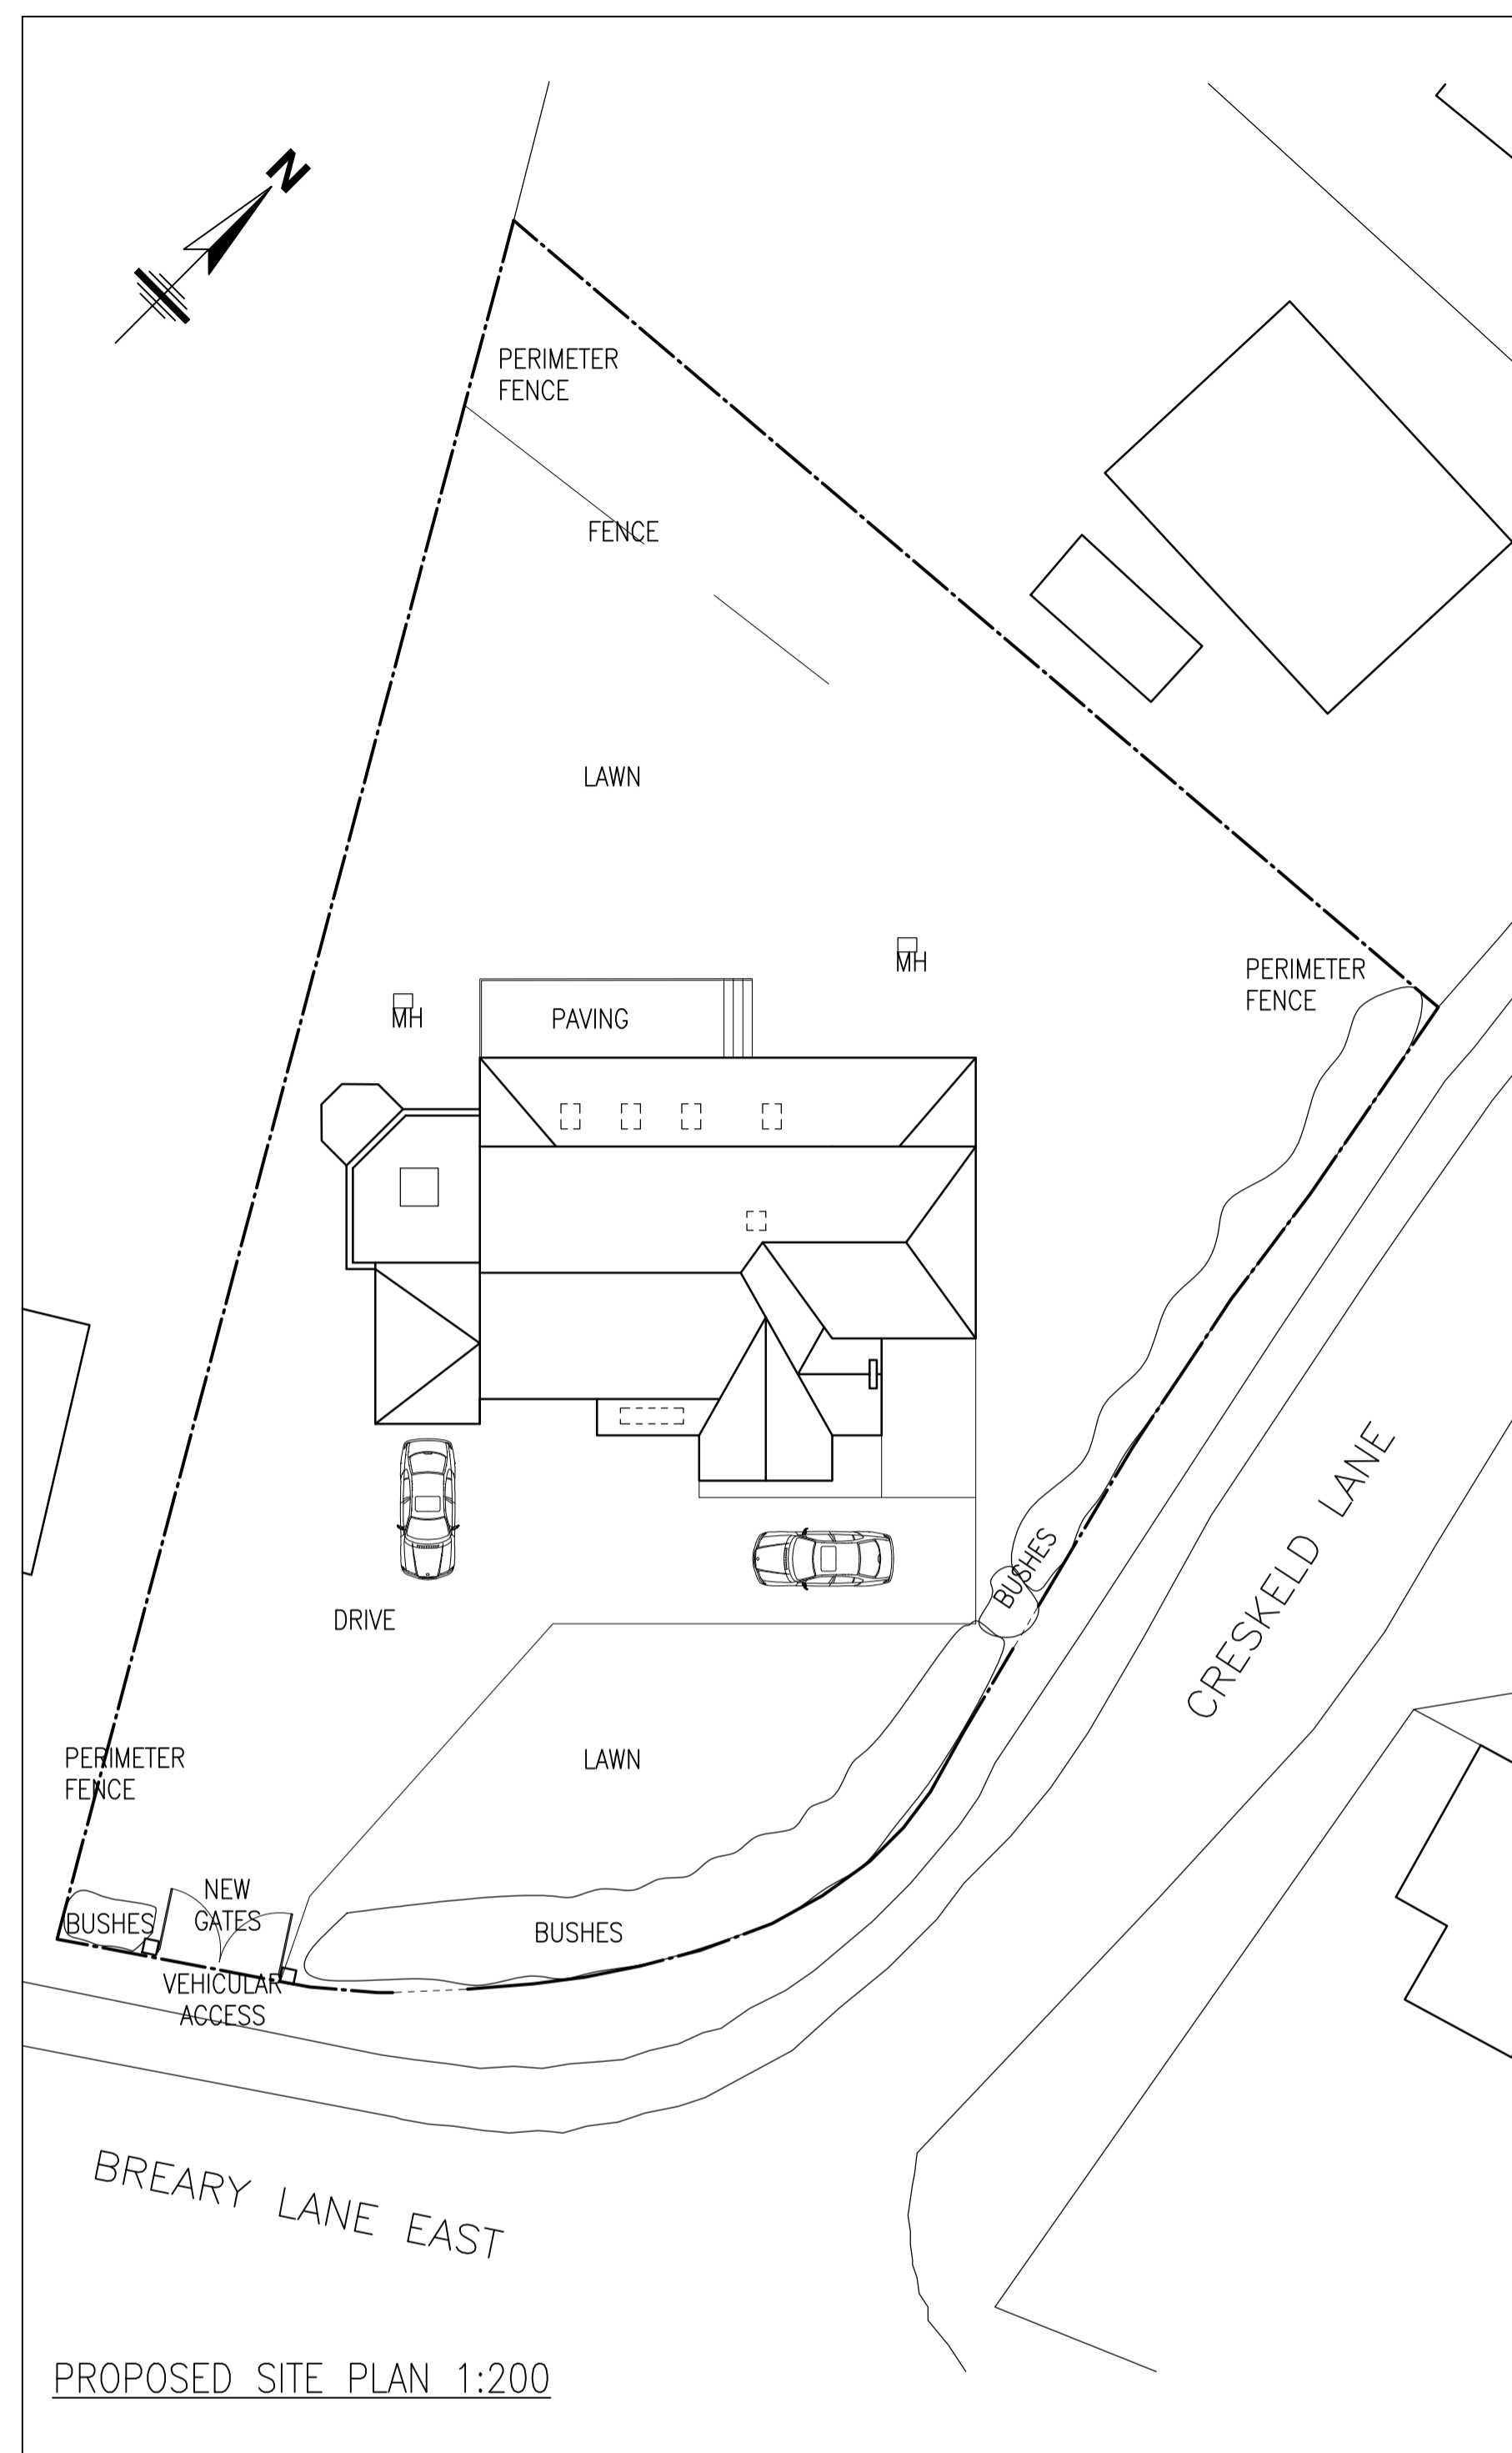 N
PERIMETER
FENCE
FENCE
LAWN
MH
PERIMETER
FENCE
MH
PAVING
CRESKELD LANE
BUSHES
DRIVE
PERIMETER
FENCE
LAWN
NEW
GATES
BUSHES
BUSHES
VEHICULAR
ACCESS
BREARY LANE EAST
PROPOSED SITE PLAN 1:200